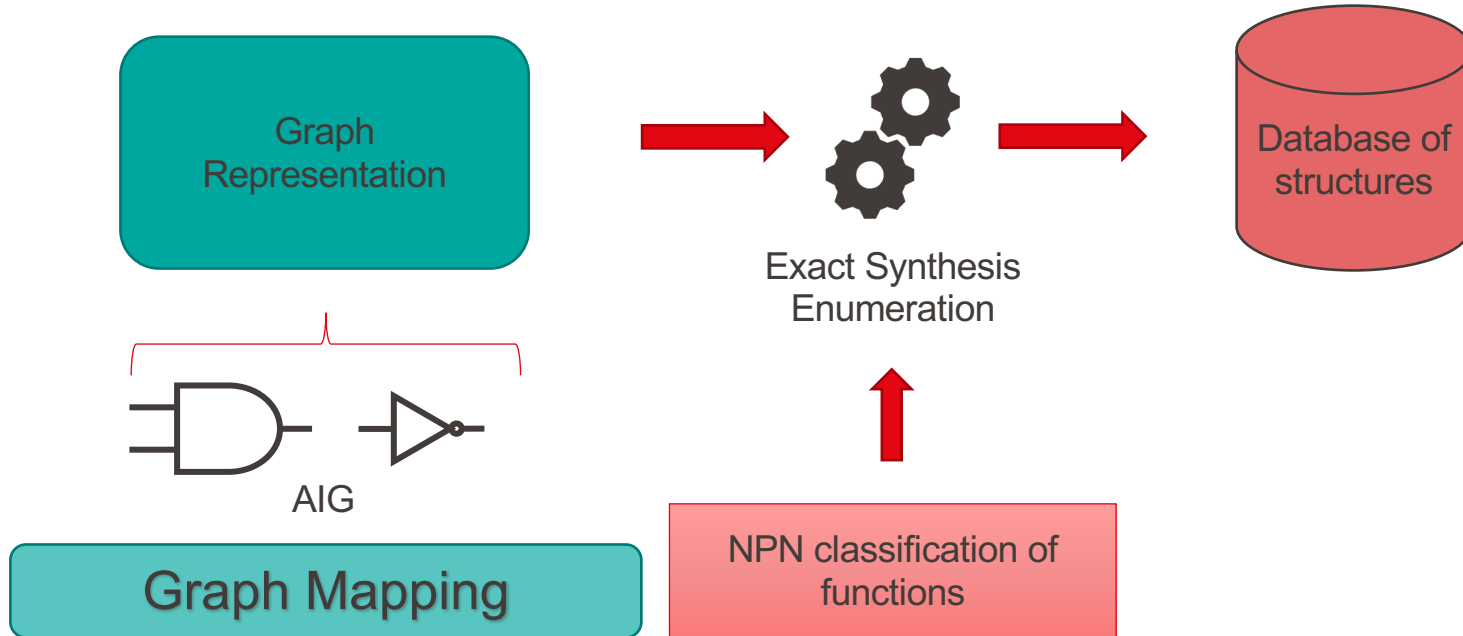 Graph
Representation
Exact Synthesis
Enumeration
Database of
structures
AIG
Graph Mapping
NPN classification of
functions